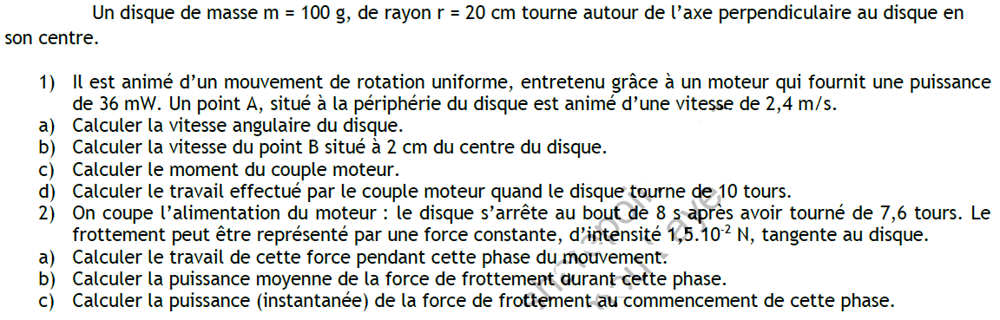 Un disque de masse m = 100 g, de rayon r = 20 cm tourne autour de l’axe perpendiculaire au disque en
son centre.
1) Il est animé d’un mouvement de rotation uniforme, entretenu grâce à un moteur qui fournit une puissance
de 36 mW. Un point A, situé à la périphérie du disque est animé d’une vitesse de 2,4 m/s.
a) Calculer la vitesse angulaire du disque.
b) Calculer la vitesse du point B situé à 2 cm du centre du disque.
c) Calculer le moment du couple moteur.
d) Calculer le travail effectué par le couple moteur quand le disque tourne de 10 tours.
2) On coupe l’alimentation du moteur : le disque s’arrête au bout de 8 s après avoir tourné de 7,6 tours. Le
frottement peut être représenté par une force constante, d’intensité 1,5.10⁻² N, tangente au disque.
a) Calculer le travail de cette force pendant cette phase du mouvement.
b) Calculer la puissance moyenne de la force de frottement durant cette phase.
c) Calculer la puissance (instantanée) de la force de frottement au commencement de cette phase.